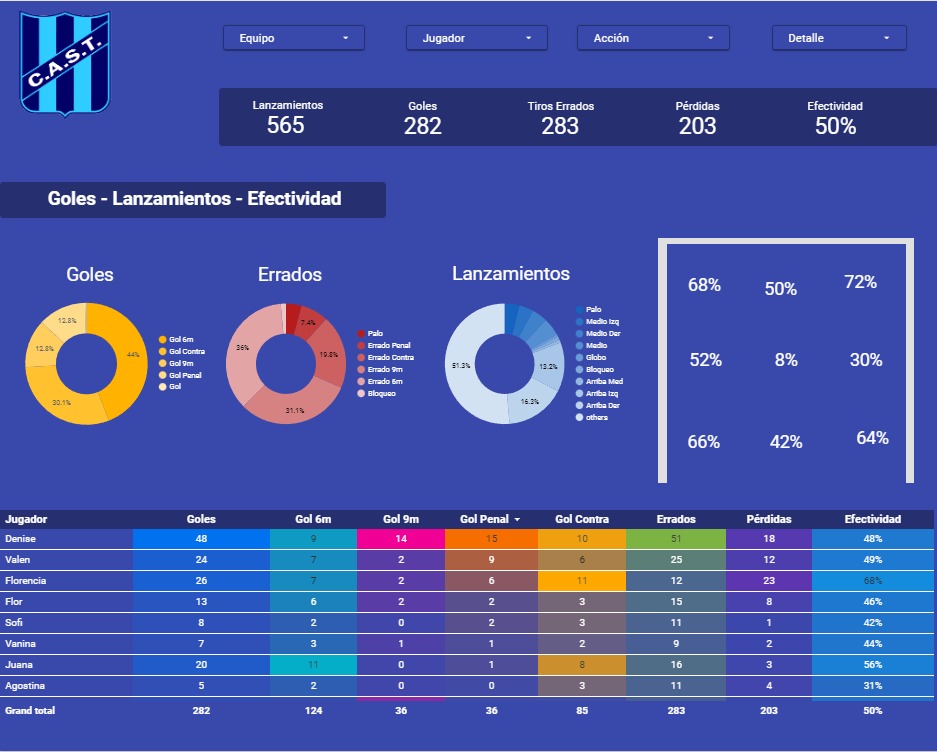 C.A.S.T.
Equipo Jugador Acción Detalle
Lanzamientos Goles Tiros Errados Pérdidas Efectividad
565 282 283 203 50%
Goles - Lanzamientos - Efectividad
Goles
12.8%
12.8%
44%
30.1%
Gol 6m
Gol Contra
Gol 9m
Gol Penal
Gol
Errados
7.4%
36%
19.8%
31.1%
Palo
Errado Penal
Errado Contra
Errado 9m
Errado 6m
Bloqueo
Lanzamientos
51.3%
13.2%
16.3%
Palo
Medio Izq
Medio Der
Medio
Globo
Bloqueo
Arriba Med
Arriba Izq
Arriba Der
others
68% 50% 72%
52% 8% 30%
66% 42% 64%
Jugador Goles Gol 6m Gol 9m Gol Penal Gol Contra Errados Pérdidas Efectividad
Denise 48 9 14 15 10 51 18 48%
Valen 24 7 2 9 6 25 12 49%
Florencia 26 7 2 6 11 12 23 68%
Flor 13 6 2 2 3 15 8 46%
Sofi 8 2 0 2 3 11 1 42%
Vanina 7 3 1 1 2 9 2 44%
Juana 20 11 0 1 8 16 3 56%
Agostina 5 2 0 0 3 11 4 31%
Grand total 282 124 36 36 85 283 203 50%